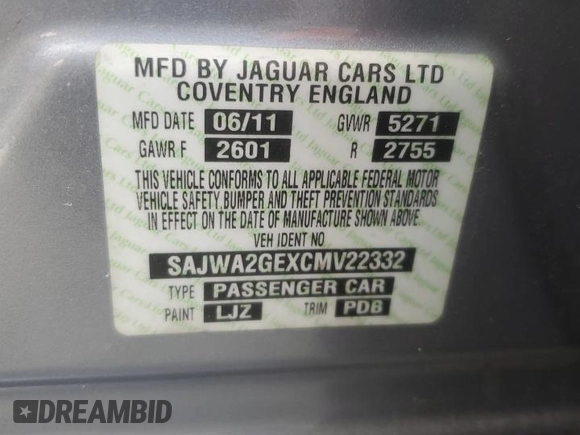 MFD BY JAGUAR CARS LTD
COVENTRY ENGLAND
MFD DATE 06/11 GVWR 5271
GAWR F 2601 R 2755
THIS VEHICLE CONFORMS TO ALL APPLICABLE FEDERAL MOTOR
VEHICLE SAFETY, BUMPER AND THEFT PREVENTION STANDARDS
IN EFFECT ON THE DATE OF MANUFACTURE SHOWN ABOVE.
VEH IDENT NO
SAJWA2GEXCMV22332
TYPE PASSENGER CAR
PAINT LJZ TRIM PDB
DREAMBID